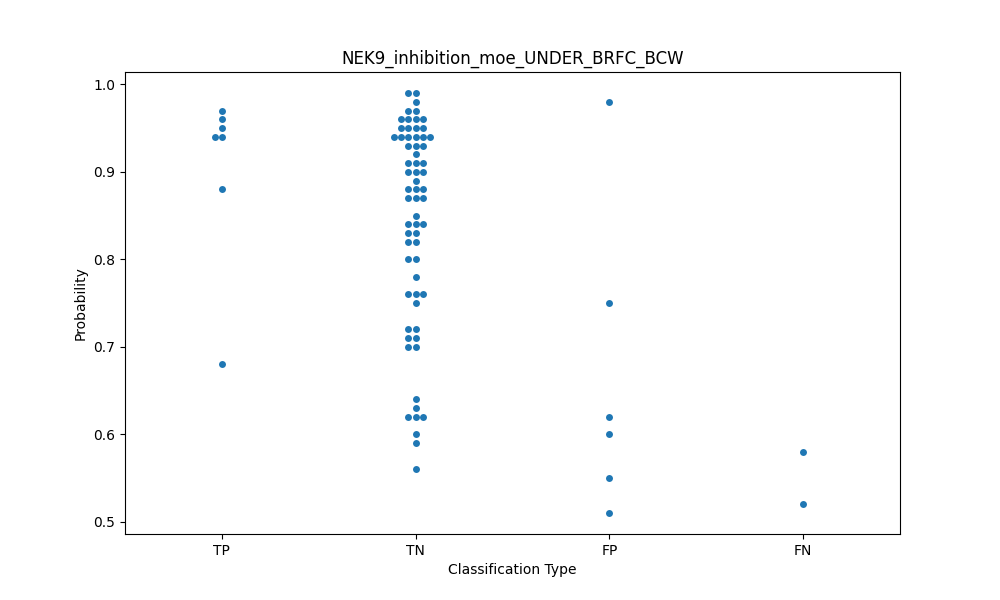 NEK9_inhibition_moe_UNDER_BRFC_BCW
1.0
0.9
0.8
0.7
0.6
0.5
Probability
TP TN FP FN
Classification Type